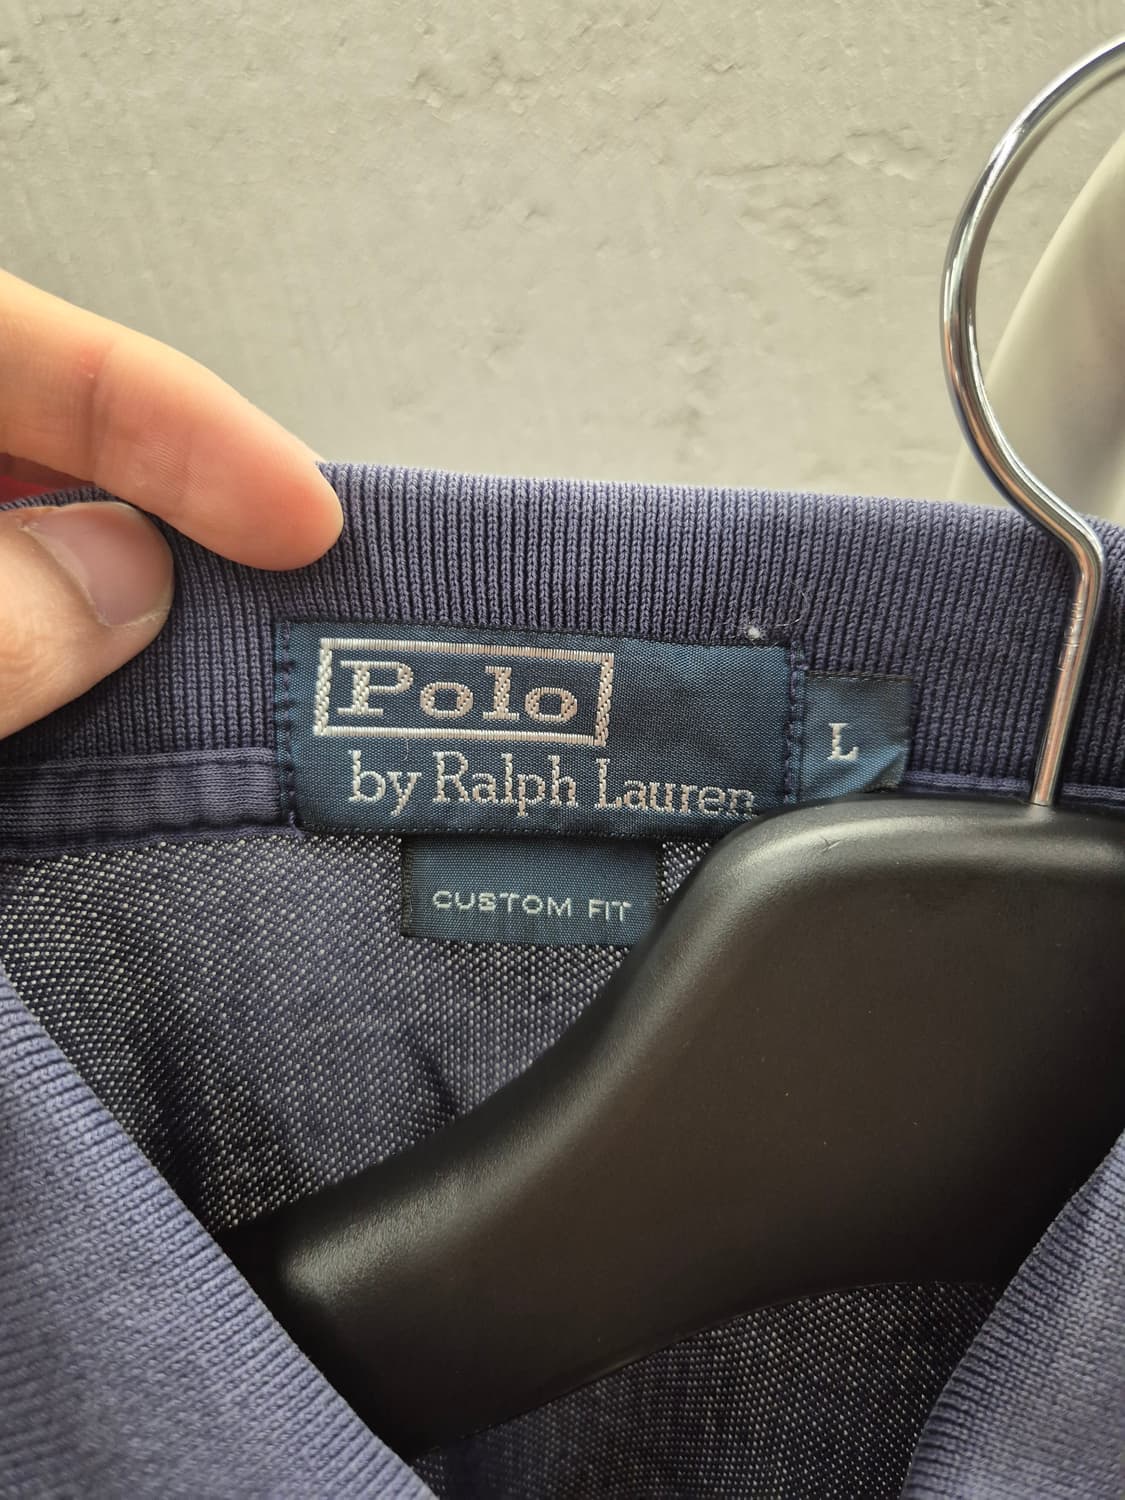 Polo
by Ralph Lauren
L
CUSTOM FIT